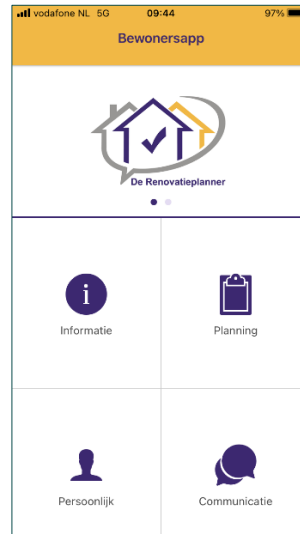 vodafone NL 5G 09:44 97%
Bewonersapp
De Renovatieplanner
i
Informatie Planning
Persoonlijk Communicatie